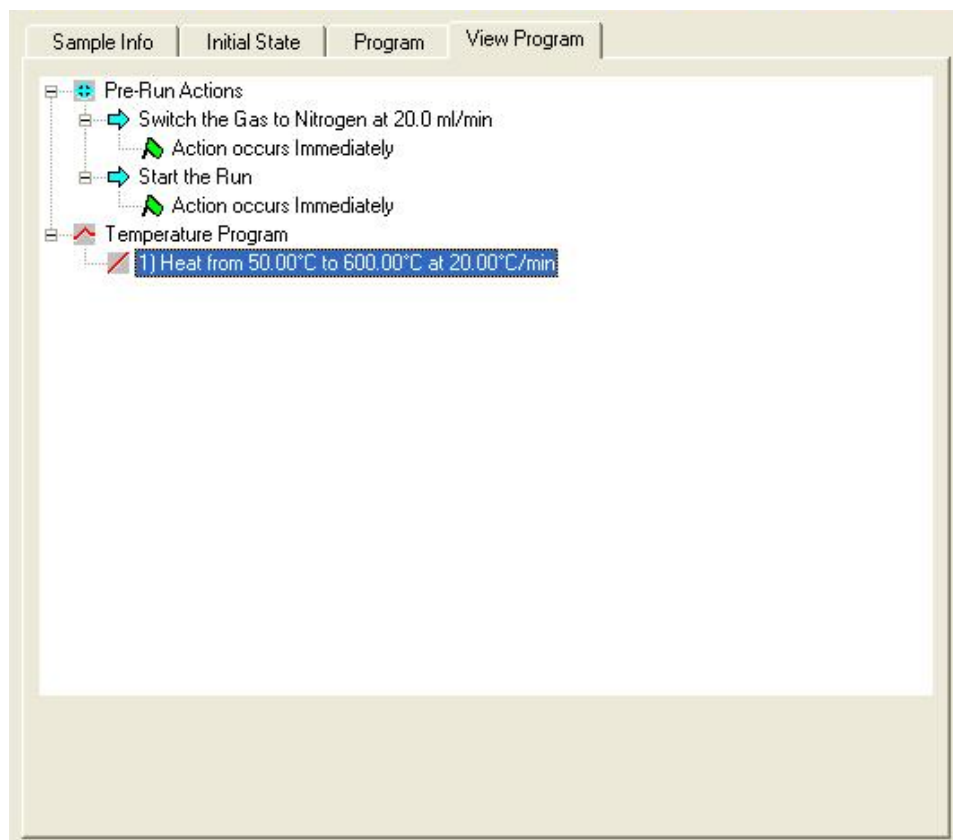 Sample Info Initial State Program View Program
Pre-Run Actions
Switch the Gas to Nitrogen at 20.0 ml/min
Action occurs Immediately
Start the Run
Action occurs Immediately
Temperature Program
1) Heat from 50.00°C to 600.00°C at 20.00°C/min